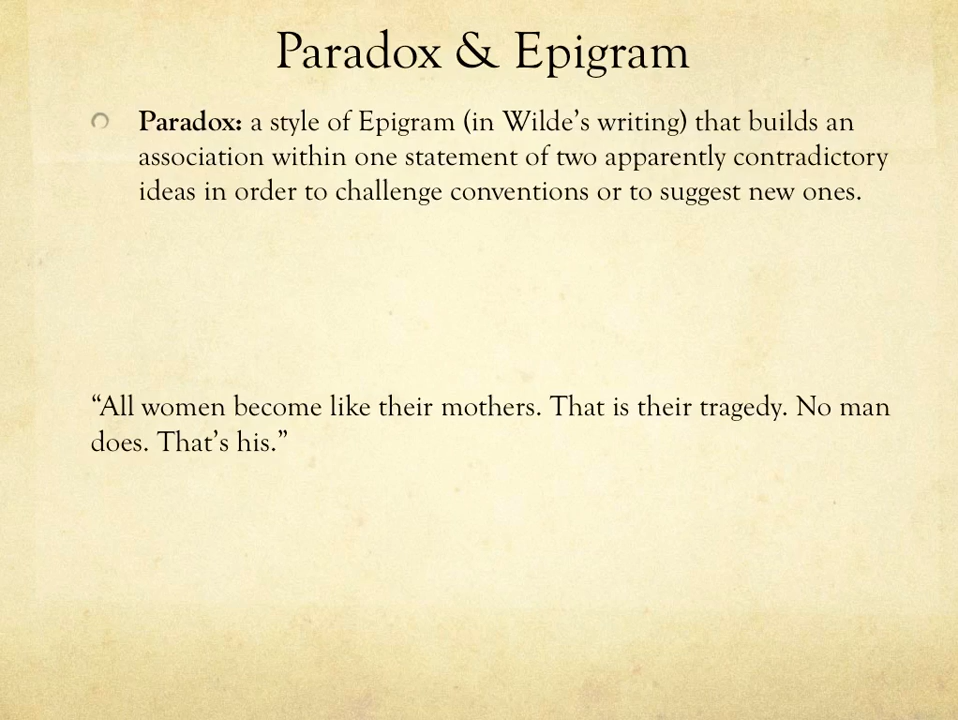 Paradox & Epigram
Paradox: a style of Epigram (in Wilde’s writing) that builds an
association within one statement of two apparently contradictory
ideas in order to challenge conventions or to suggest new ones.
“All women become like their mothers. That is their tragedy. No man
does. That’s his.”